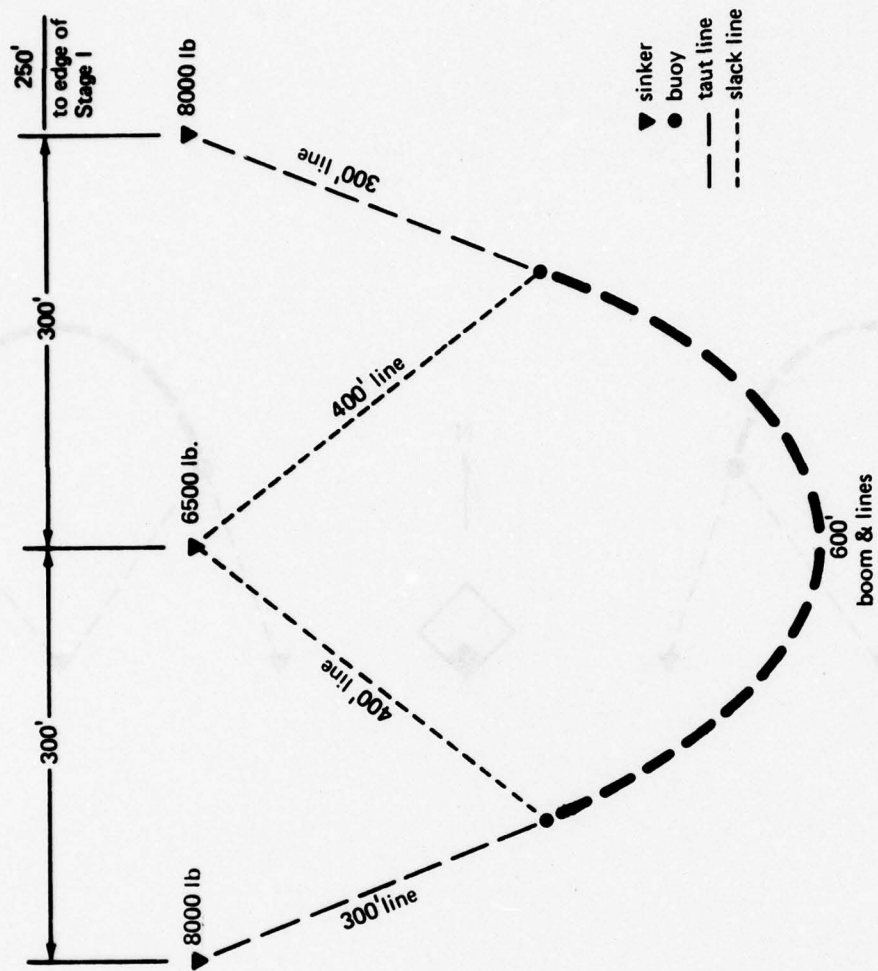 250'
to edge of
Stage I
300'
300'
8000 lb
6500 lb.
8000 lb
300' line
400' line
400' line
300' line
600'
boom & lines
sinker
buoy
taut line
slack line